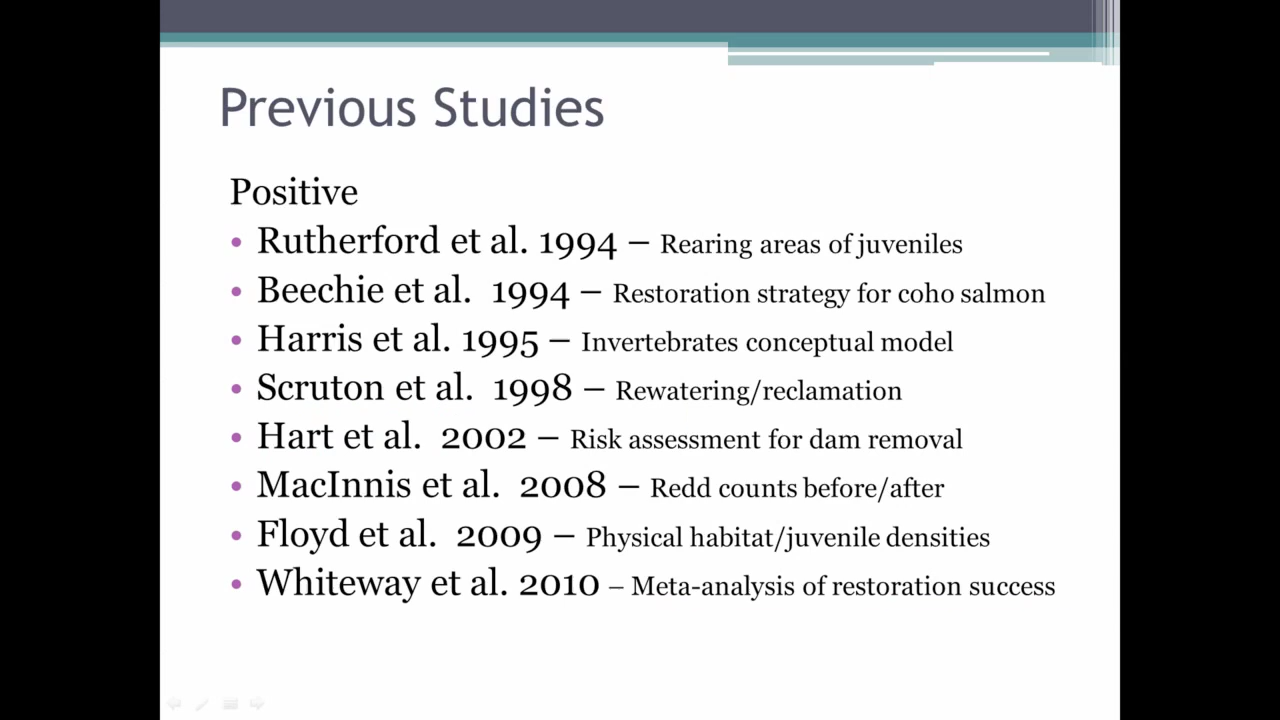 Previous Studies
Positive
• Rutherford et al. 1994 – Rearing areas of juveniles
• Beechie et al.  1994 – Restoration strategy for coho salmon
• Harris et al. 1995 – Invertebrates conceptual model
• Scruton et al.  1998 – Rewatering/reclamation
• Hart et al.  2002 – Risk assessment for dam removal
• MacInnis et al.  2008 – Redd counts before/after
• Floyd et al.  2009 – Physical habitat/juvenile densities
• Whiteway et al. 2010 – Meta-analysis of restoration success